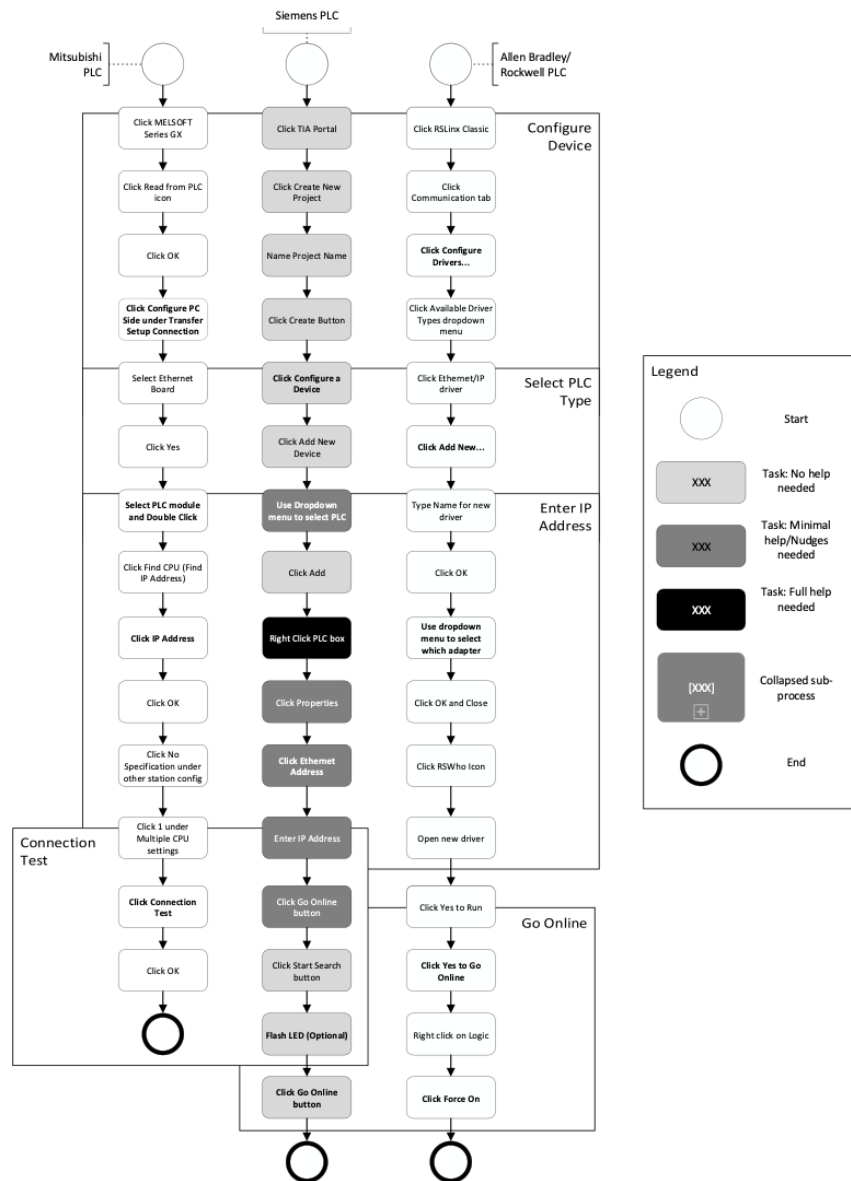 Siemens PLC
Mitsubishi
PLC
Allen Bradley/
Rockwell PLC
Configure
Device
Click MELSOFT
Series GX
Click Read from PLC
icon
Click OK
Click Configure PC
Side under Transfer
Setup Connection
Select Ethernet
Board
Click Yes
Select PLC module
and Double Click
Click Find CPU (Find
IP Address)
Click IP Address
Click OK
Click No
Specification under
other station config
Click 1 under
Multiple CPU
settings
Click Connection
Test
Click OK
Click TIA Portal
Click Create New
Project
Name Project Name
Click Create Button
Click Configure a
Device
Click Add New
Device
Use Dropdown
menu to select PLC
Click Add
Right Click PLC box
Click Properties
Click Ethernet
Address
Enter IP Address
Click Go Online
button
Click Start Search
button
Flash LED (Optional)
Click Go Online
button
Click RSLinx Classic
Click
Communication tab
Click Configure
Drivers...
Click Available Driver
Types dropdown
menu
Click Ethernet/IP
driver
Click Add New...
Type Name for new
driver
Click OK
Use dropdown
menu to select
which adapter
Click OK and Close
Click RSWho Icon
Open new driver
Click Yes to Run
Click Yes to Go
Online
Right click on Logic
Click Force On
Select PLC
Type
Enter IP
Address
Connection
Test
Go Online
Legend
Start
XXX
Task: No help
needed
XXX
Task: Minimal
help/Nudges
needed
XXX
Task: Full help
needed
[XXX]
Collapsed sub-
process
End